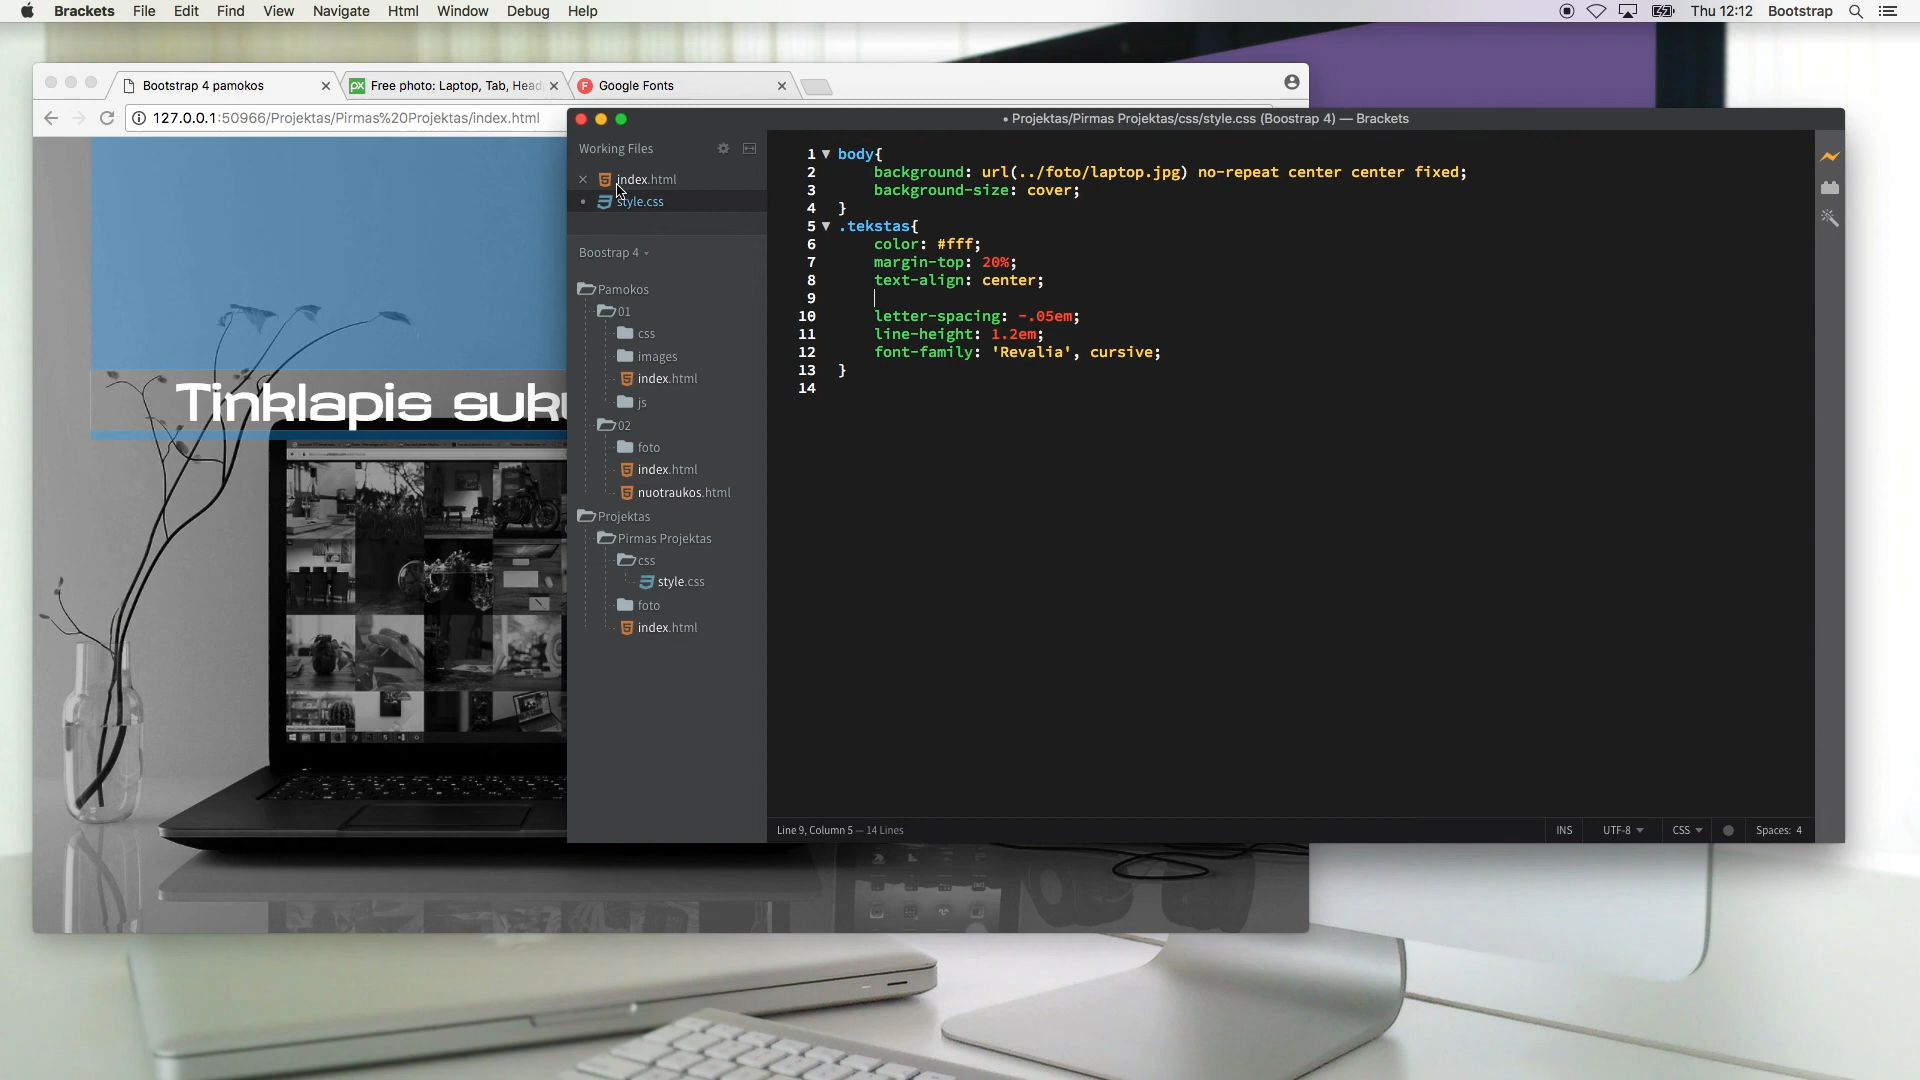 Brackets File Edit Find View Navigate Html Window Debug Help
Thu 12:12 Bootstrap
Bootstrap 4 pamokos
Free photo: Laptop, Tab, Head
Google Fonts
127.0.0.1:50966/Projektas/Pirmas%20Projektas/index.html
Tinklapis suku
• Projektas/Pirmas Projektas/css/style.css (Boostrap 4) — Brackets
Working Files
index.html
style.css
Boostrap 4
Pamokos
01
css
images
index.html
js
02
foto
index.html
nuotraukos.html
Projektas
Pirmas Projektas
css
style.css
foto
index.html
1 body{
2 background: url(../foto/laptop.jpg) no-repeat center center fixed;
3 background-size: cover;
4 }
5 .tekstas{
6 color: #fff;
7 margin-top: 20%;
8 text-align: center;
9
10 letter-spacing: -.05em;
11 line-height: 1.2em;
12 font-family: 'Revalia', cursive;
13 }
14
Line 9, Column 5 — 14 Lines
INS UTF-8 CSS Spaces: 4